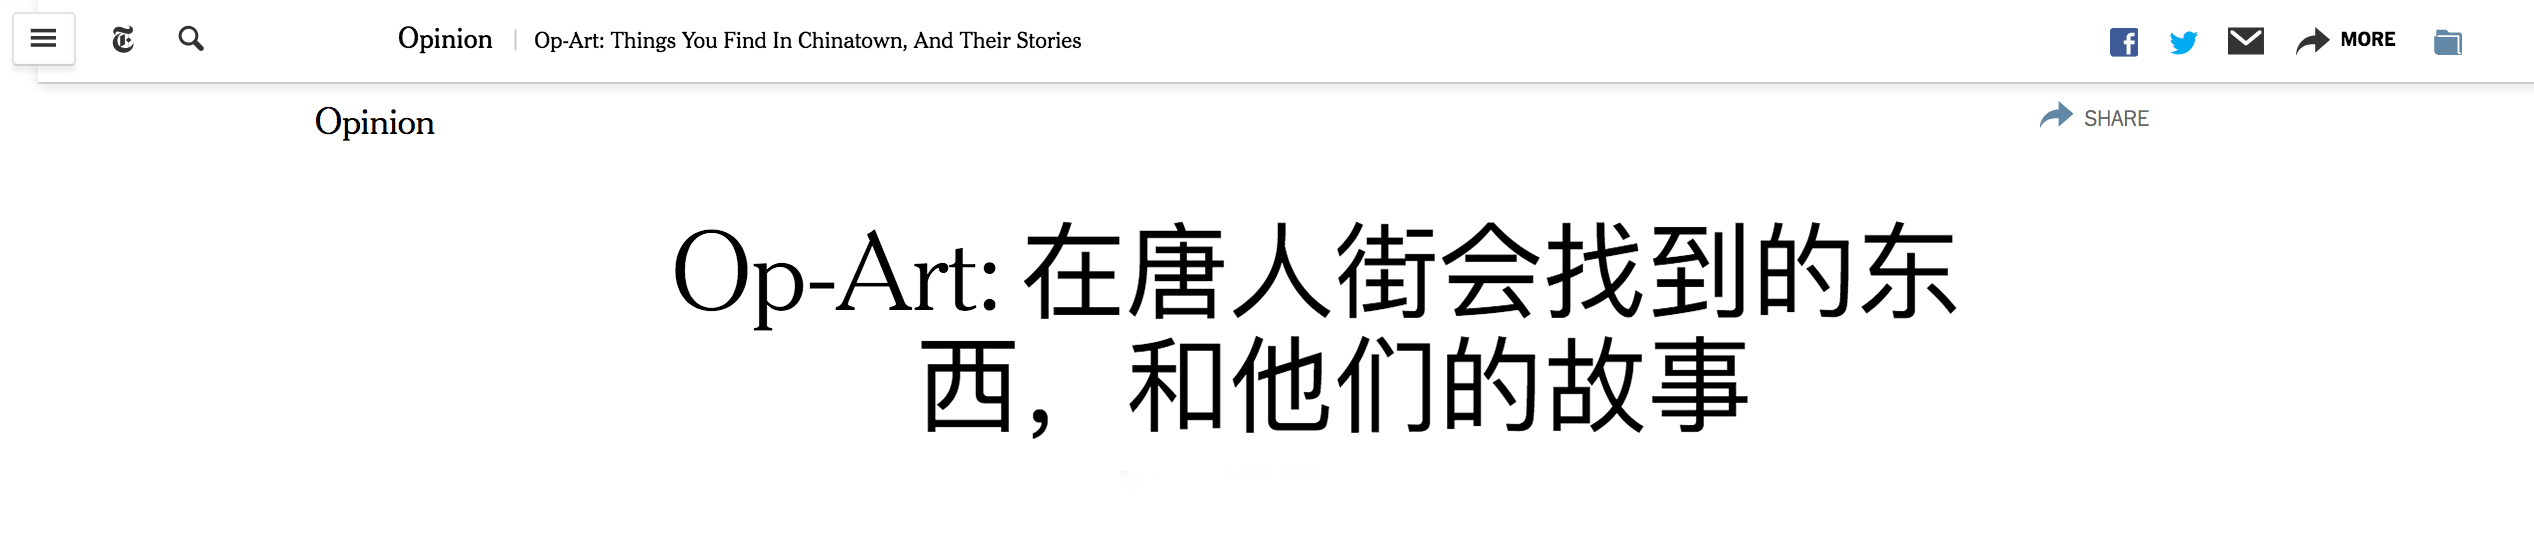 Opinion | Op-Art: Things You Find In Chinatown, And Their Stories
MORE
Opinion
SHARE
Op-Art: 在唐人街会找到的东
西，和他们的故事